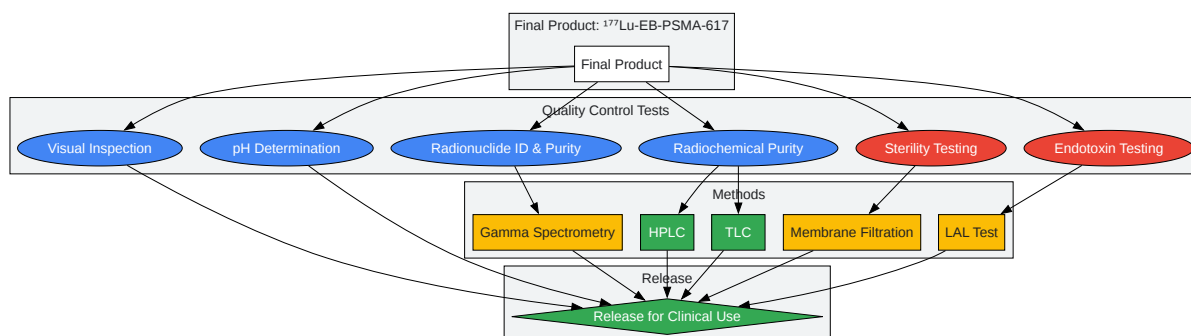 Final Product: ¹⁷⁷Lu-EB-PSMA-617
Final Product
Quality Control Tests
Visual Inspection
pH Determination
Radionuclide ID & Purity
Radiochemical Purity
Sterility Testing
Endotoxin Testing
Methods
Gamma Spectrometry
HPLC
TLC
Membrane Filtration
LAL Test
Release
Release for Clinical Use